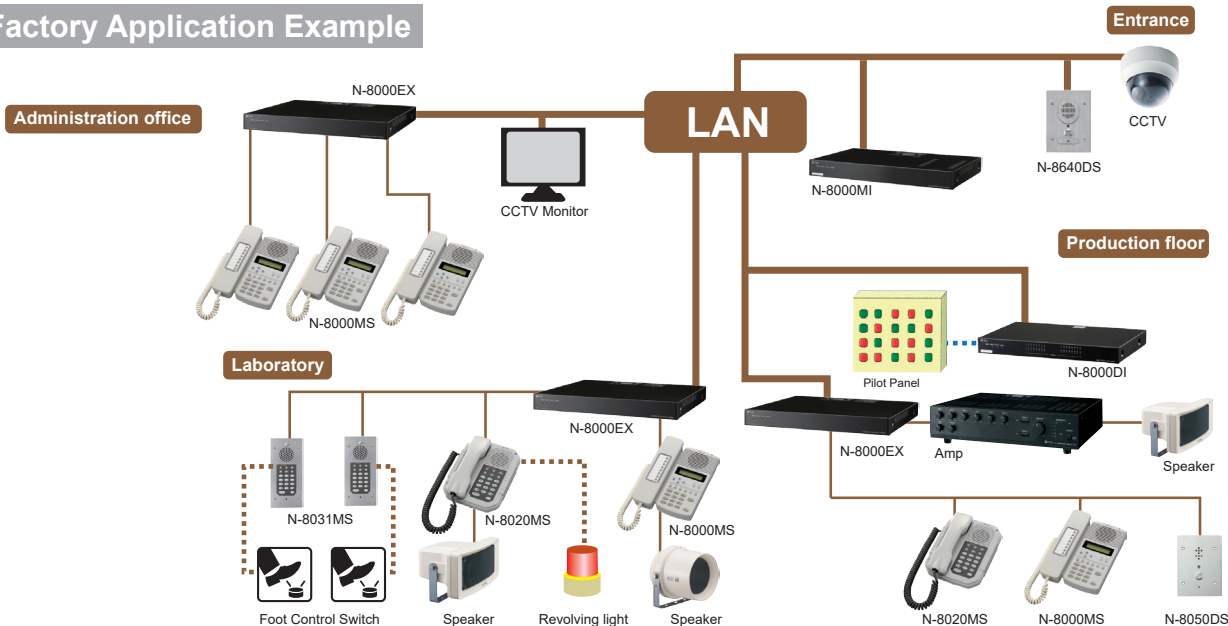 Factory Application Example
Entrance
N-8000EX
Administration office
LAN
CCTV
N-8640DS
N-8000MI
CCTV Monitor
Production floor
N-8000MS
Laboratory
Pilot Panel
N-8000DI
N-8000EX
N-8000EX
Amp
Speaker
N-8031MS
N-8020MS
N-8000MS
Foot Control Switch
Speaker
Revolving light
Speaker
N-8020MS
N-8000MS
N-8050DS